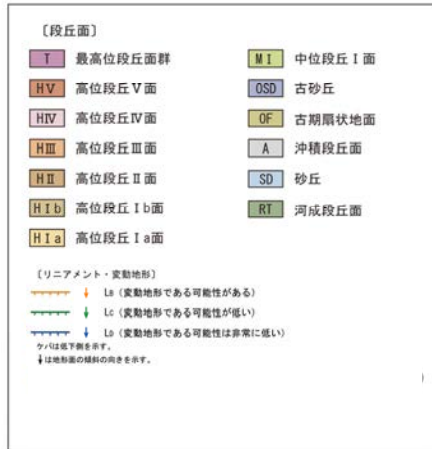 〔段丘面〕
T 最高位段丘面群
HⅤ 高位段丘Ⅴ面
HⅣ 高位段丘Ⅳ面
HⅢ 高位段丘Ⅲ面
HⅡ 高位段丘Ⅱ面
HⅠb 高位段丘Ⅰb面
HⅠa 高位段丘Ⅰa面
MⅠ 中位段丘Ⅰ面
OSD 古砂丘
OF 古期扇状地面
A 沖積段丘面
SD 砂丘
RT 河成段丘面
〔リニアメント・変動地形〕
LB (変動地形である可能性がある)
LC (変動地形である可能性が低い)
LD (変動地形である可能性は非常に低い)
ケバは低下側を示す。
↓は地形面の傾斜の向きを示す。
)